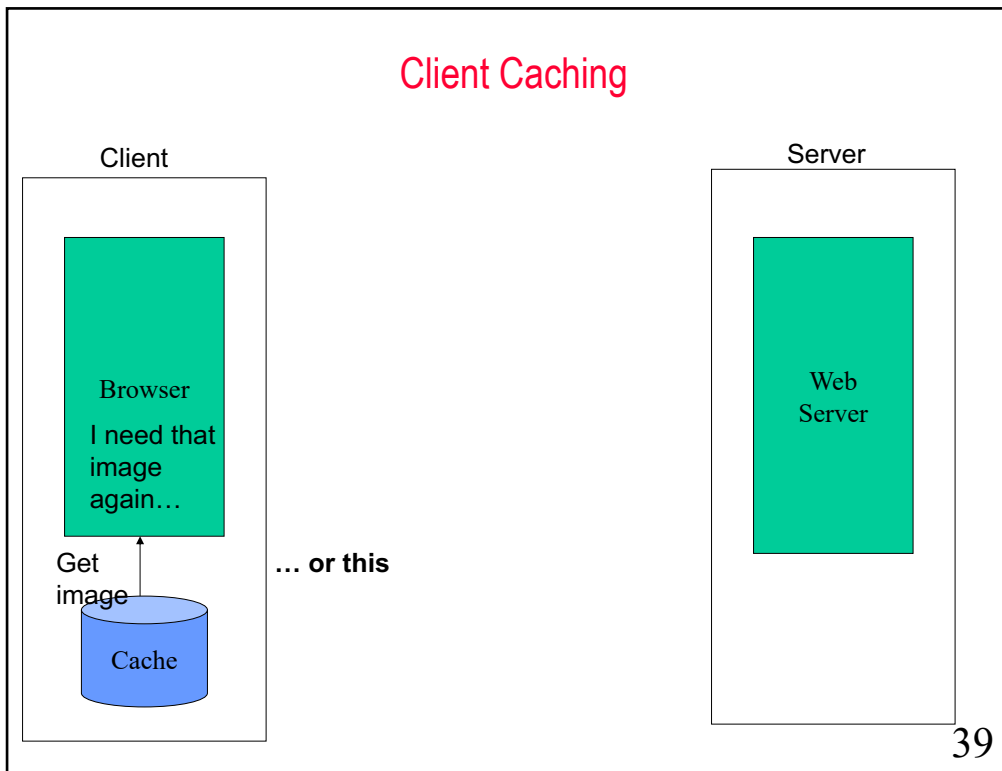 Client Caching
Client
Server
Browser
I need that
image
again…
Web
Server
Get
image
… or this
Cache
39